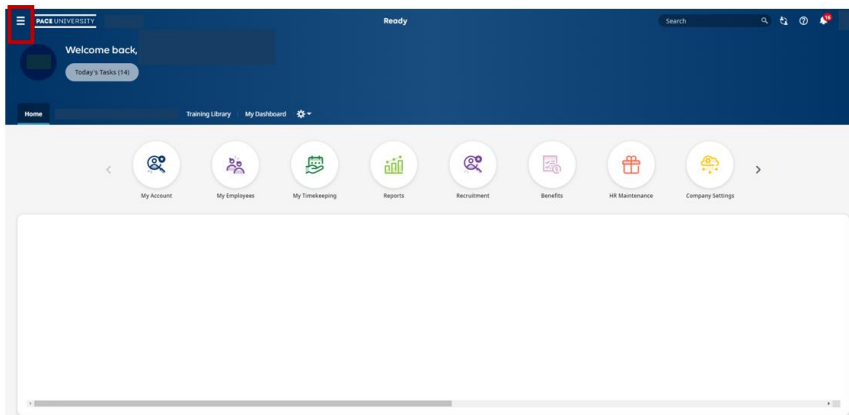 PACE UNIVERSITY
Ready
Search
16
Welcome back,
Today's Tasks (14)
Home
Training Library
My Dashboard
My Account
My Employees
My Timekeeping
Reports
Recruitment
Benefits
HR Maintenance
Company Settings